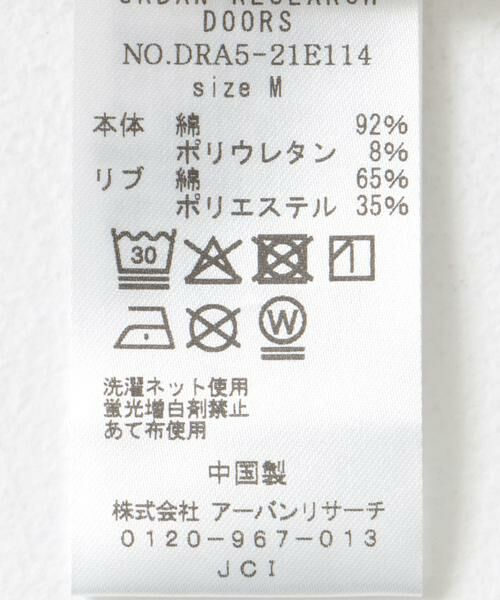 URBAN RESEARCH
DOORS
NO.DRA5-21E114
size M
本体 綿 92%
ポリウレタン 8%
リブ 綿 65%
ポリエステル 35%
30
W
洗濯ネット使用
蛍光増白剤禁止
あて布使用
中国製
株式会社 アーバンリサーチ
0120-967-013
JCI